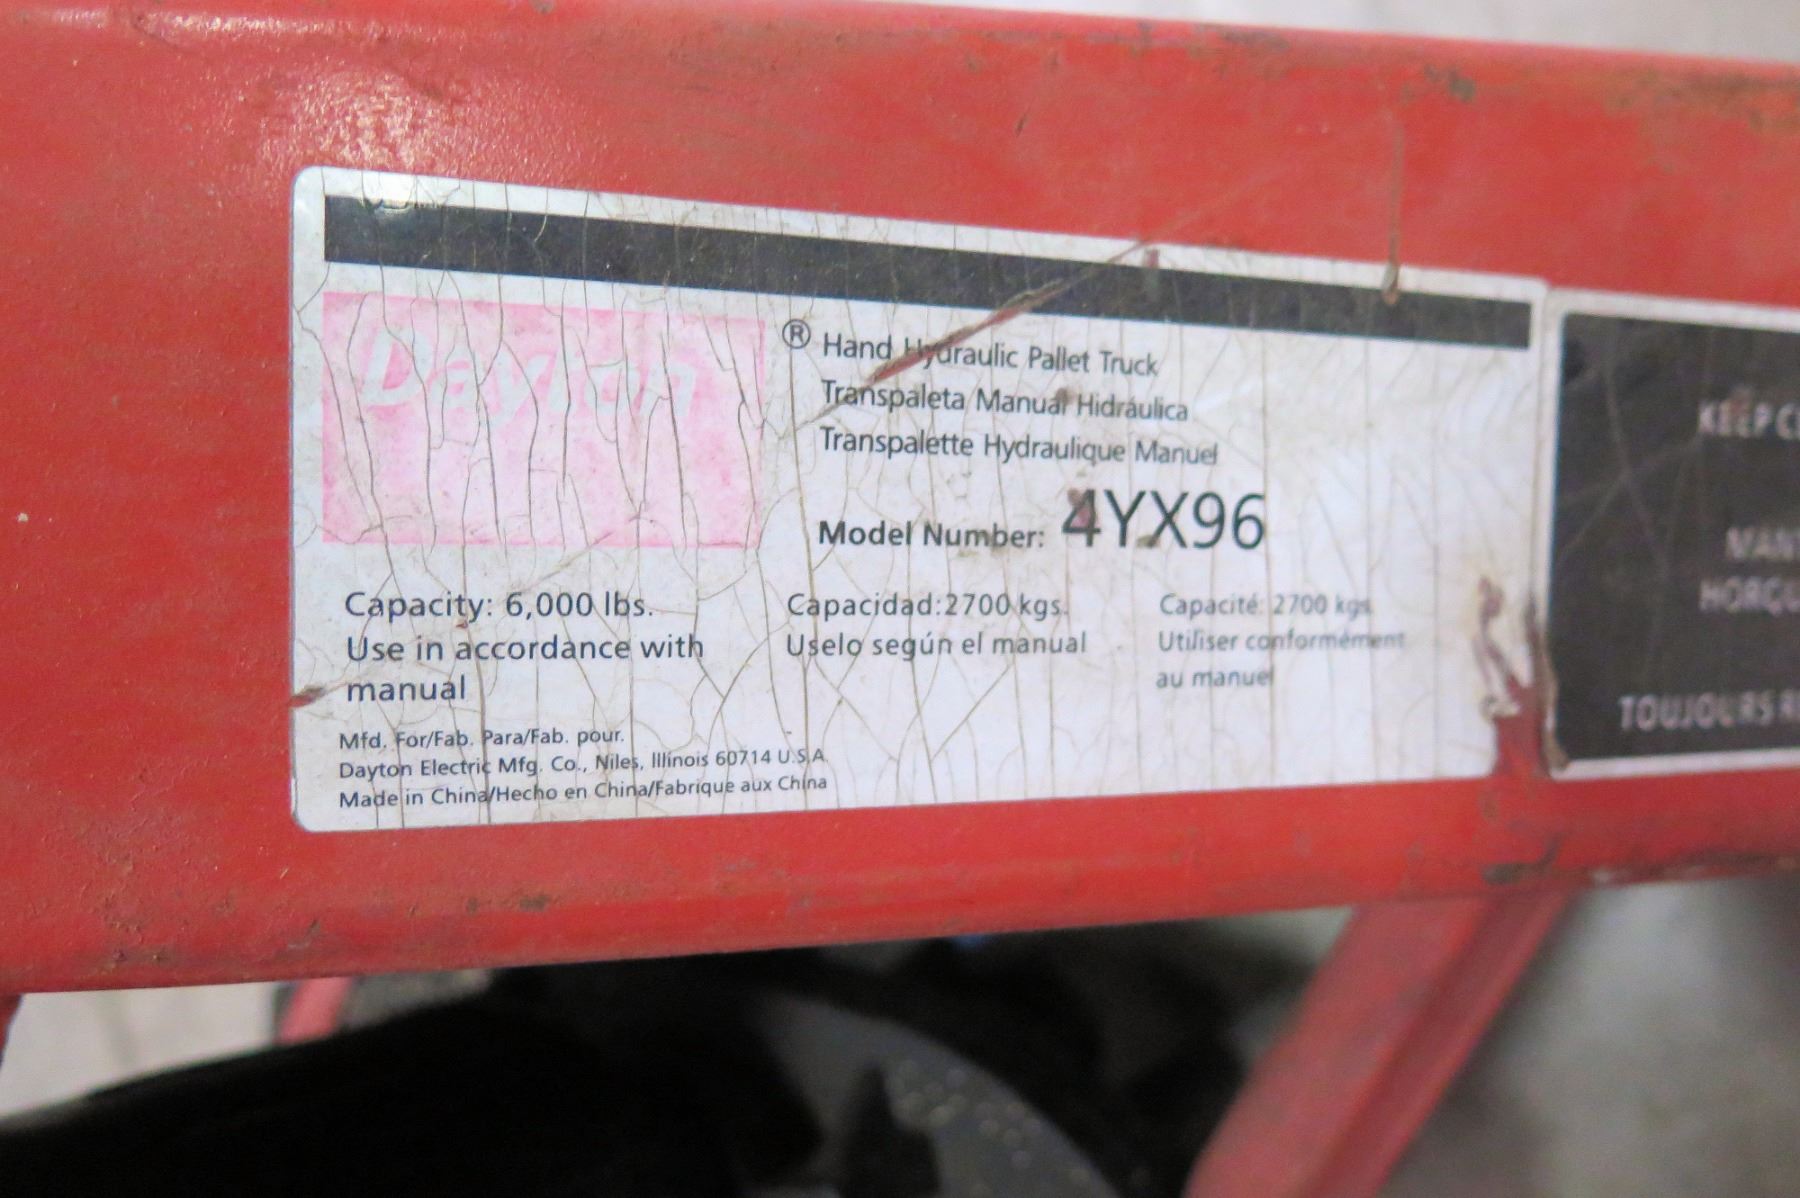 Dayton
®
Hand Hydraulic Pallet Truck
Transpaleta Manual Hidráulica
Transpalette Hydraulique Manuel
Model Number: 4YX96
Capacity: 6,000 lbs.
Use in accordance with
manual
Capacidad:2700 kgs.
Uselo según el manual
Capacité: 2700 kgs
Utiliser conformément
au manuel
Mfd. For/Fab. Para/Fab. pour.
Dayton Electric Mfg. Co., Niles, Illinois 60714 U.S.A.
Made in China/Hecho en China/Fabrique aux China
KEEP
TOUJOURS